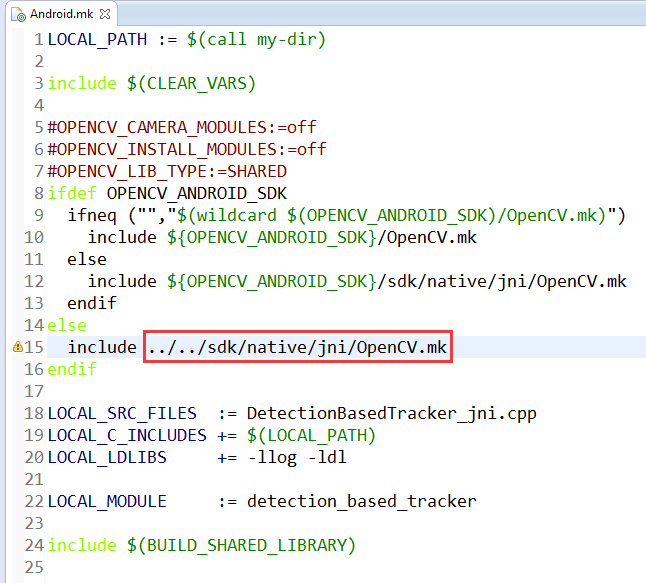 Android.mk
1 LOCAL_PATH := $(call my-dir)
2
3 include $(CLEAR_VARS)
4
5 #OPENCV_CAMERA_MODULES:=off
6 #OPENCV_INSTALL_MODULES:=off
7 #OPENCV_LIB_TYPE:=SHARED
8 ifdef OPENCV_ANDROID_SDK
9   ifneq ("","$(wildcard $(OPENCV_ANDROID_SDK)/OpenCV.mk)")
10     include ${OPENCV_ANDROID_SDK}/OpenCV.mk
11   else
12     include ${OPENCV_ANDROID_SDK}/sdk/native/jni/OpenCV.mk
13   endif
14 else
15   include ../../sdk/native/jni/OpenCV.mk
16 endif
17
18 LOCAL_SRC_FILES  := DetectionBasedTracker_jni.cpp
19 LOCAL_C_INCLUDES += $(LOCAL_PATH)
20 LOCAL_LDLIBS     += -llog -ldl
21
22 LOCAL_MODULE     := detection_based_tracker
23
24 include $(BUILD_SHARED_LIBRARY)
25